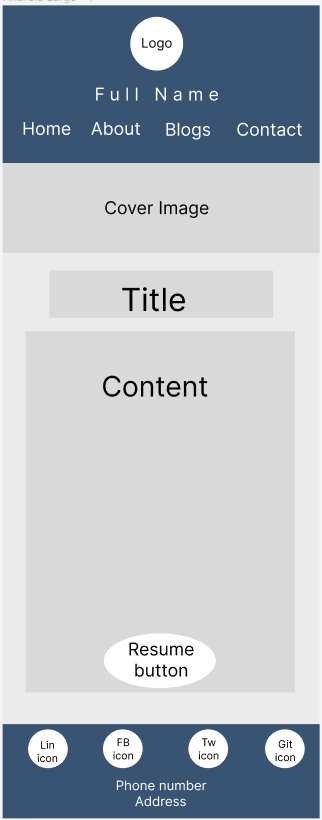 Logo
Full Name
Home About Blogs Contact
Cover Image
Title
Content
Resume
button
Lin
icon
FB
icon
Tw
icon
Git
icon
Phone number
Address